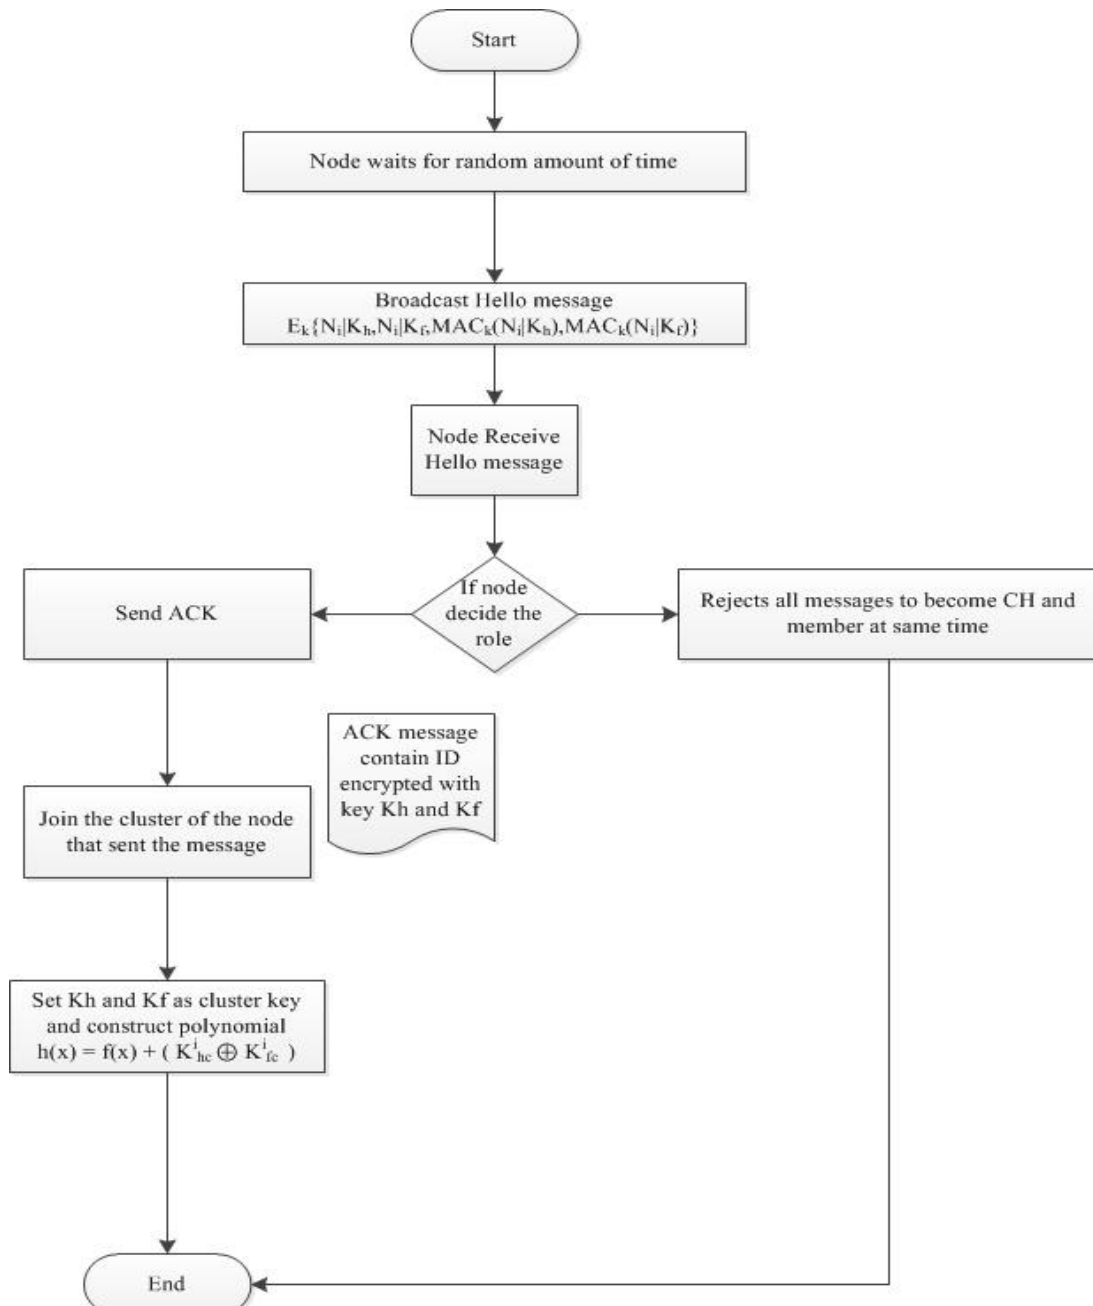 Start
Node waits for random amount of time
Broadcast Hello message
Eₖ{Nᵢ|Kₕ,Nᵢ|K_f,MACₖ(Nᵢ|Kₕ),MACₖ(Nᵢ|K_f)}
Node Receive
Hello message
If node
decide the
role
Send ACK
Rejects all messages to become CH and
member at same time
ACK message
contain ID
encrypted with
key Kh and Kf
Join the cluster of the node
that sent the message
Set Kh and Kf as cluster key
and construct polynomial
h(x) = f(x) + ( K^i_hc ⊕ K^i_fc )
End